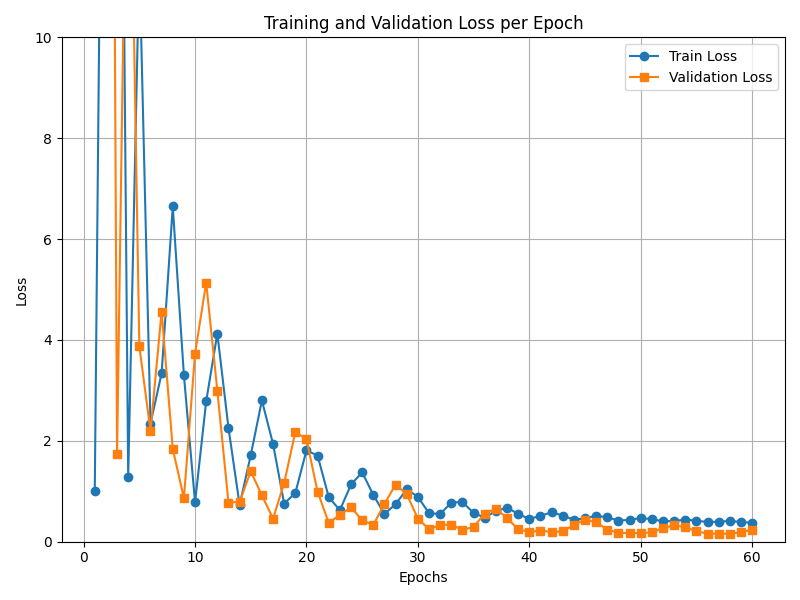 Training and Validation Loss per Epoch
Train Loss
Validation Loss
Loss
10
8
6
4
2
0
0 10 20 30 40 50 60
Epochs